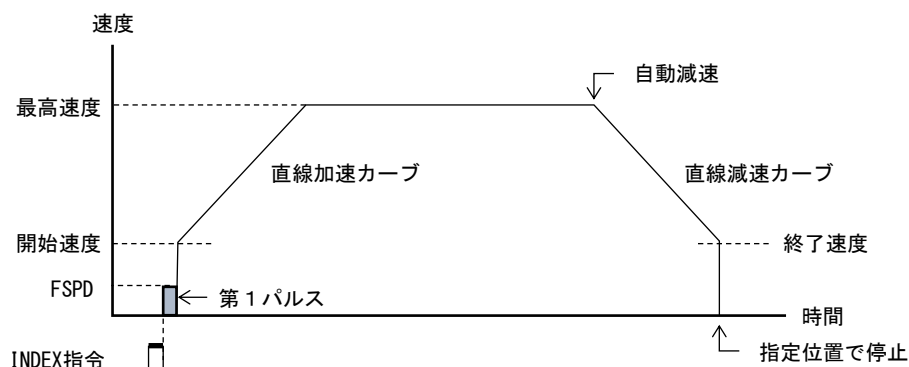 速度
自動減速
最高速度
直線加速カーブ
直線減速カーブ
開始速度
終了速度
FSPD
第１パルス
時間
INDEX指令
指定位置で停止